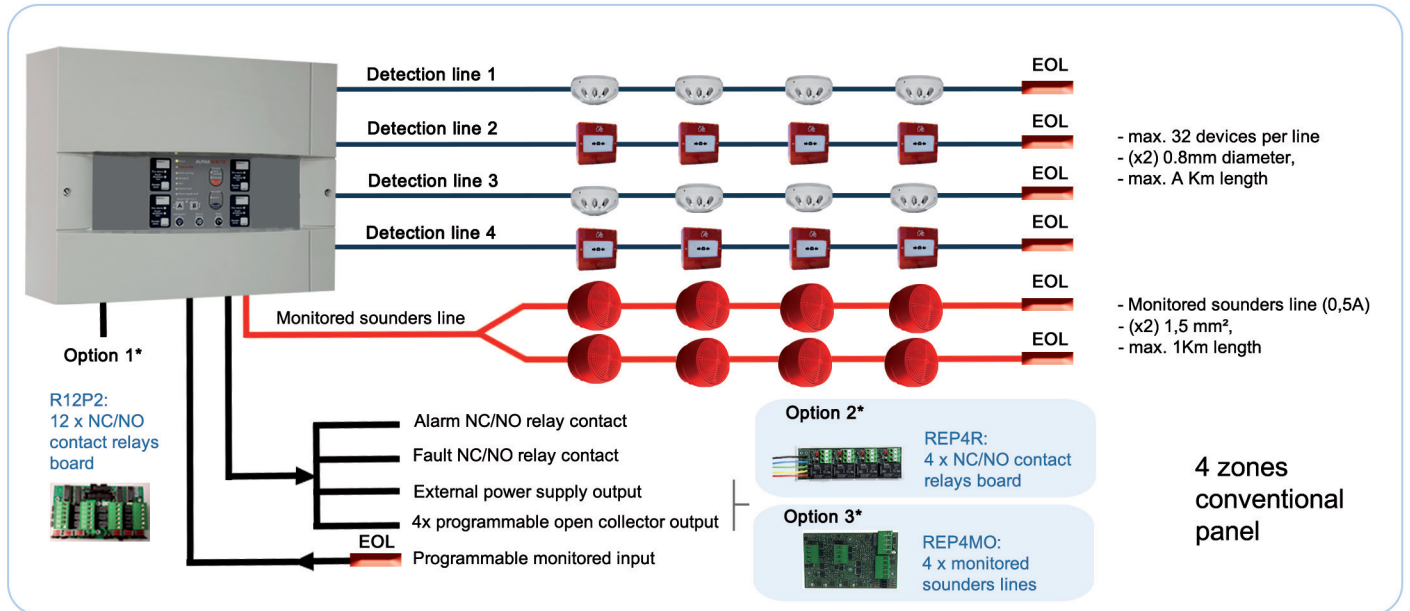 Detection line 1
EOL
Detection line 2
EOL
- max. 32 devices per line
- (x2) 0.8mm diameter,
- max. A Km length
Detection line 3
EOL
Detection line 4
EOL
EOL
Monitored sounders line
- Monitored sounders line (0,5A)
- (x2) 1,5 mm²,
- max. 1Km length
EOL
Option 1*
R12P2:
12 x NC/NO
contact relays
board
Alarm NC/NO relay contact
Fault NC/NO relay contact
External power supply output
4x programmable open collector output
EOL
Programmable monitored input
Option 2*
REP4R:
4 x NC/NO contact
relays board
Option 3*
REP4MO:
4 x monitored
sounders lines
4 zones
conventional
panel